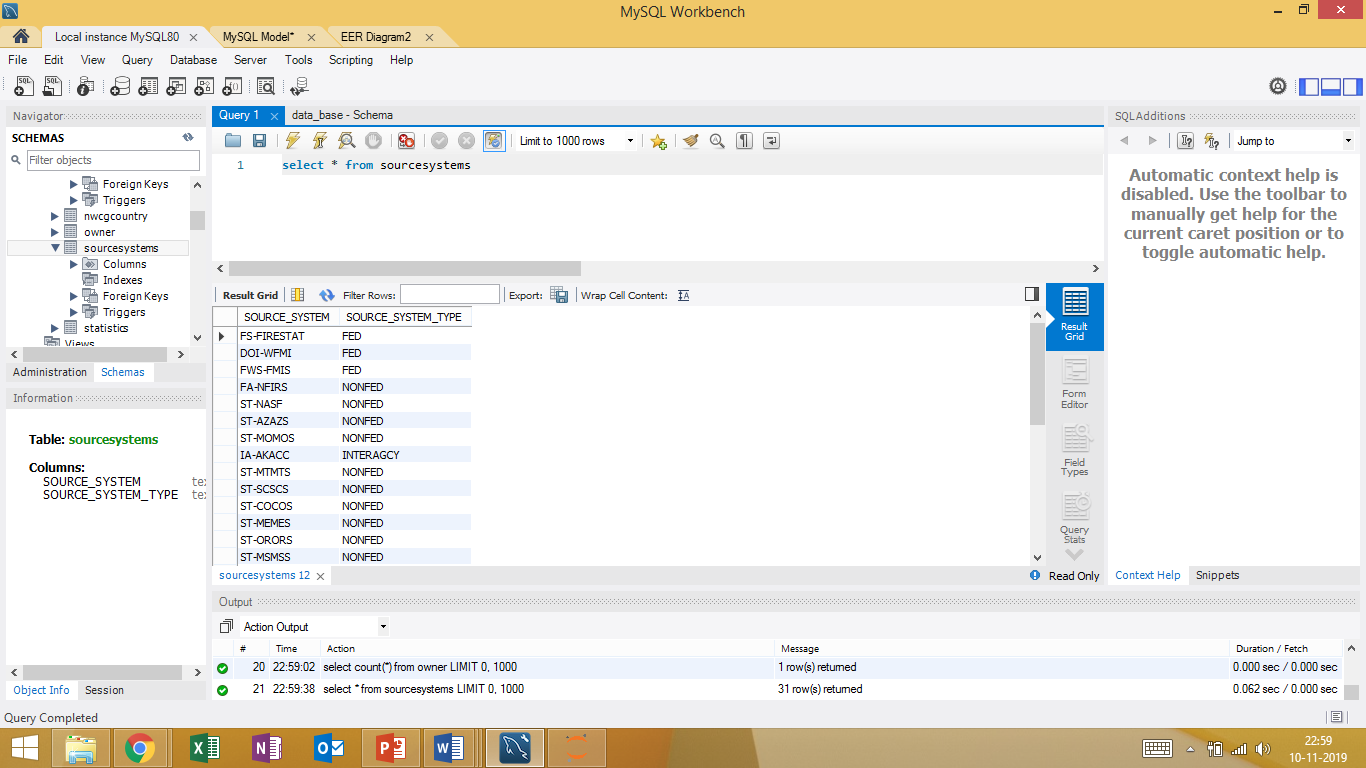 MySQL Workbench
Local instance MySQL80 MySQL Model* EER Diagram2
File Edit View Query Database Server Tools Scripting Help
Navigator
SCHEMAS
Filter objects
Foreign Keys
Triggers
nwcgcountry
owner
sourcesystems
Columns
Indexes
Foreign Keys
Triggers
statistics
Views
Administration Schemas
Information
Table: sourcesystems
Columns:
SOURCE_SYSTEM
SOURCE_SYSTEM_TYPE
Object Info Session
Query 1 data_base - Schema
Limit to 1000 rows
1 select * from sourcesystems
Result Grid Filter Rows: Export: Wrap Cell Content:
SOURCE_SYSTEM SOURCE_SYSTEM_TYPE
FS-FIRESTAT FED
DOI-WFMI FED
FWS-FMIS FED
FA-NFIRS NONFED
ST-NASF NONFED
ST-AZAZS NONFED
ST-MOMOS NONFED
IA-AKACC INTERAGCY
ST-MTMTS NONFED
ST-SCSCS NONFED
ST-COCOS NONFED
ST-MEMES NONFED
ST-ORORS NONFED
ST-MSMSS NONFED
Result
Grid
Form
Editor
Field
Types
Query
Stats
sourcesystems 12 Read Only
SQLAdditions
Jump to
Automatic context help is
disabled. Use the toolbar to
manually get help for the
current caret position or to
toggle automatic help.
Context Help Snippets
Output
Action Output
# Time Action Message Duration / Fetch
20 22:59:02 select count(*) from owner LIMIT 0, 1000 1 row(s) returned 0.000 sec / 0.000 sec
21 22:59:38 select * from sourcesystems LIMIT 0, 1000 31 row(s) returned 0.062 sec / 0.000 sec
Query Completed
22:59
10-11-2019